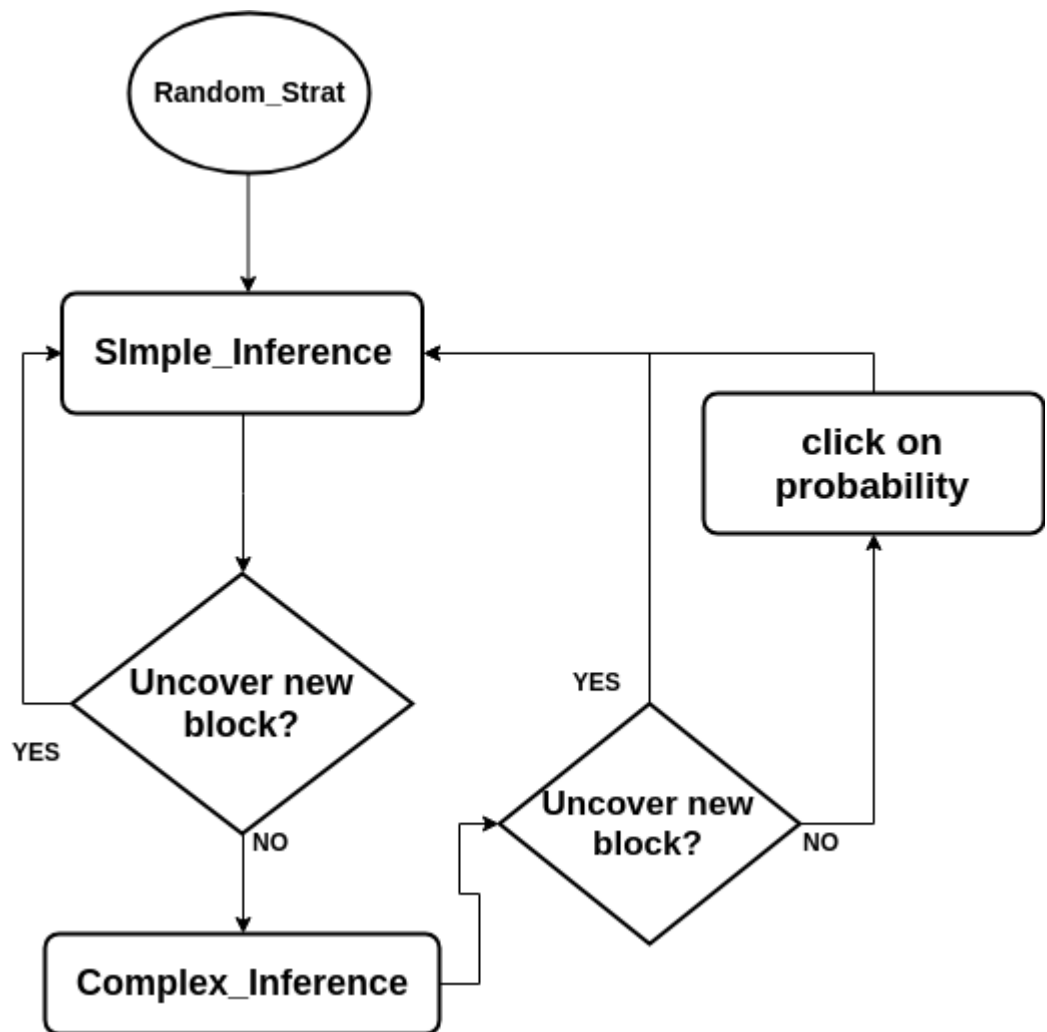 Random_Strat
SImple_Inference
click on
probability
Uncover new
block?
YES
NO
YES
Uncover new
block?
NO
Complex_Inference